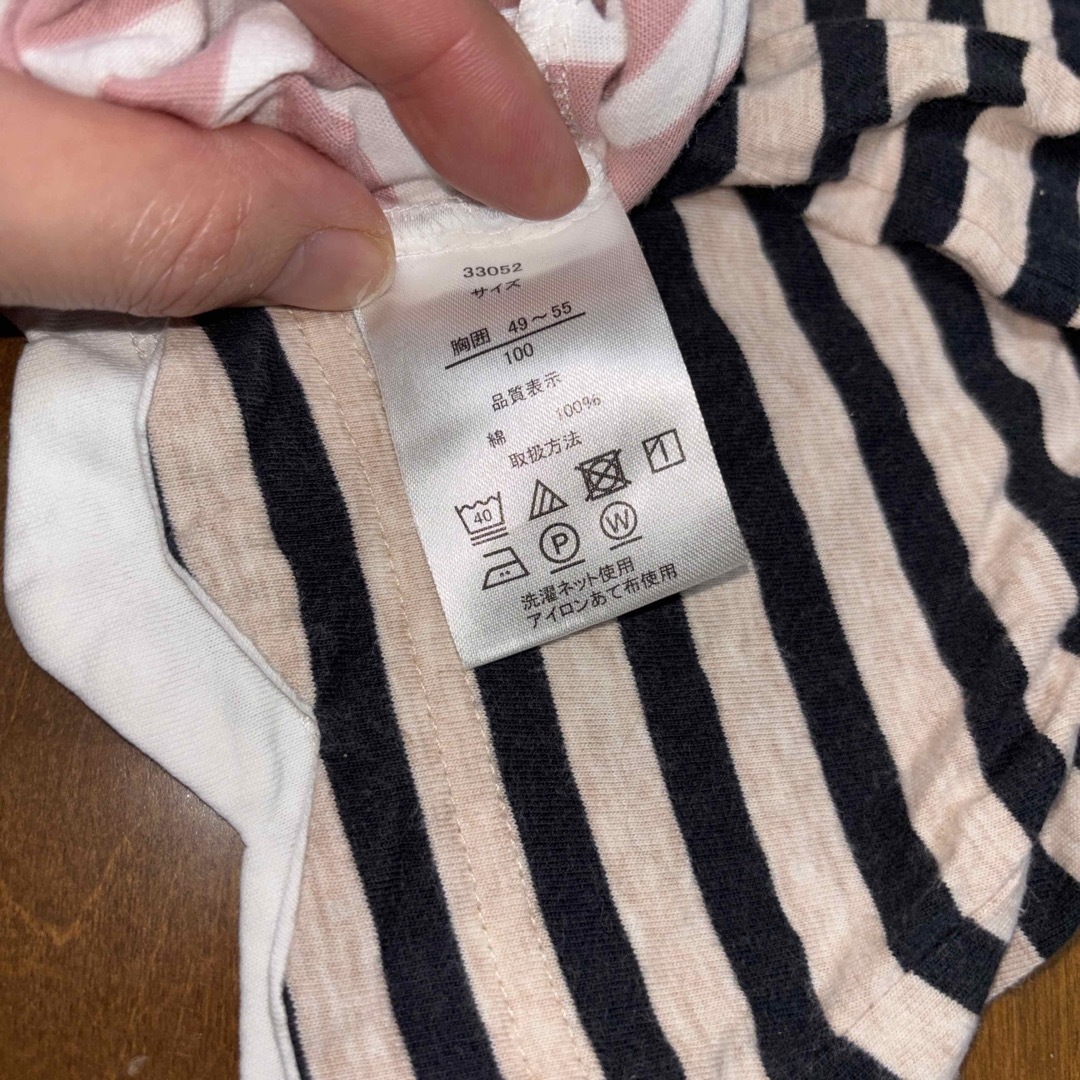 33052
サイズ
胸囲 49～55
100
品質表示
綿 100%
取扱方法
40
P W
洗濯ネット使用
アイロンあて布使用